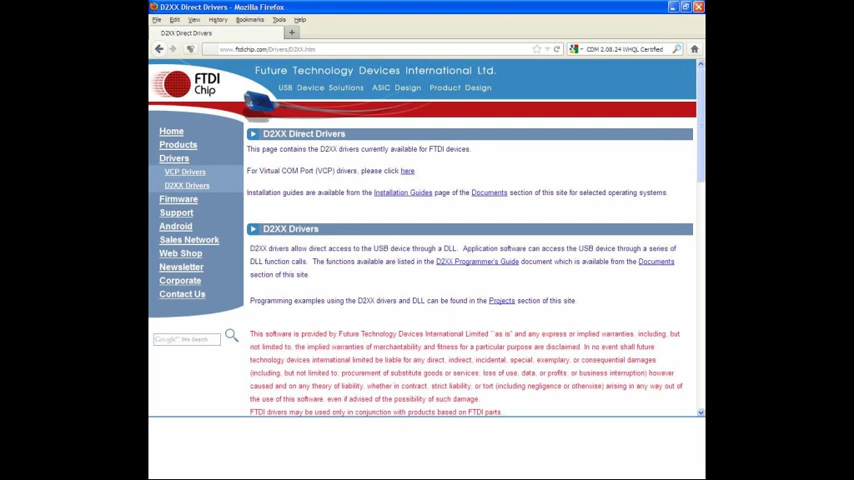 D2XX Direct Drivers - Mozilla Firefox
File Edit View History Bookmarks Tools Help
D2XX Direct Drivers
www.ftdichip.com/Drivers/D2XX.htm
CDM 2.08.24 WHQL Certified
FTDI
Chip
Future Technology Devices International Ltd.
USB Device Solutions ASIC Design Product Design
Home
Products
Drivers
VCP Drivers
D2XX Drivers
Firmware
Support
Android
Sales Network
Web Shop
Newsletter
Corporate
Contact Us
Google™ Site Search
D2XX Direct Drivers
This page contains the D2XX drivers currently available for FTDI devices.
For Virtual COM Port (VCP) drivers, please click here.
Installation guides are available from the Installation Guides page of the Documents section of this site for selected operating systems.
D2XX Drivers
D2XX drivers allow direct access to the USB device through a DLL. Application software can access the USB device through a series of
DLL function calls. The functions available are listed in the D2XX Programmer's Guide document which is available from the Documents
section of this site.
Programming examples using the D2XX drivers and DLL can be found in the Projects section of this site.
This software is provided by Future Technology Devices International Limited ``as is'' and any express or implied warranties, including, but
not limited to, the implied warranties of merchantability and fitness for a particular purpose are disclaimed. In no event shall future
technology devices international limited be liable for any direct, indirect, incidental, special, exemplary, or consequential damages
(including, but not limited to, procurement of substitute goods or services; loss of use, data, or profits; or business interruption) however
caused and on any theory of liability, whether in contract, strict liability, or tort (including negligence or otherwise) arising in any way out of
the use of this software, even if advised of the possibility of such damage.
FTDI drivers may be used only in conjunction with products based on FTDI parts.